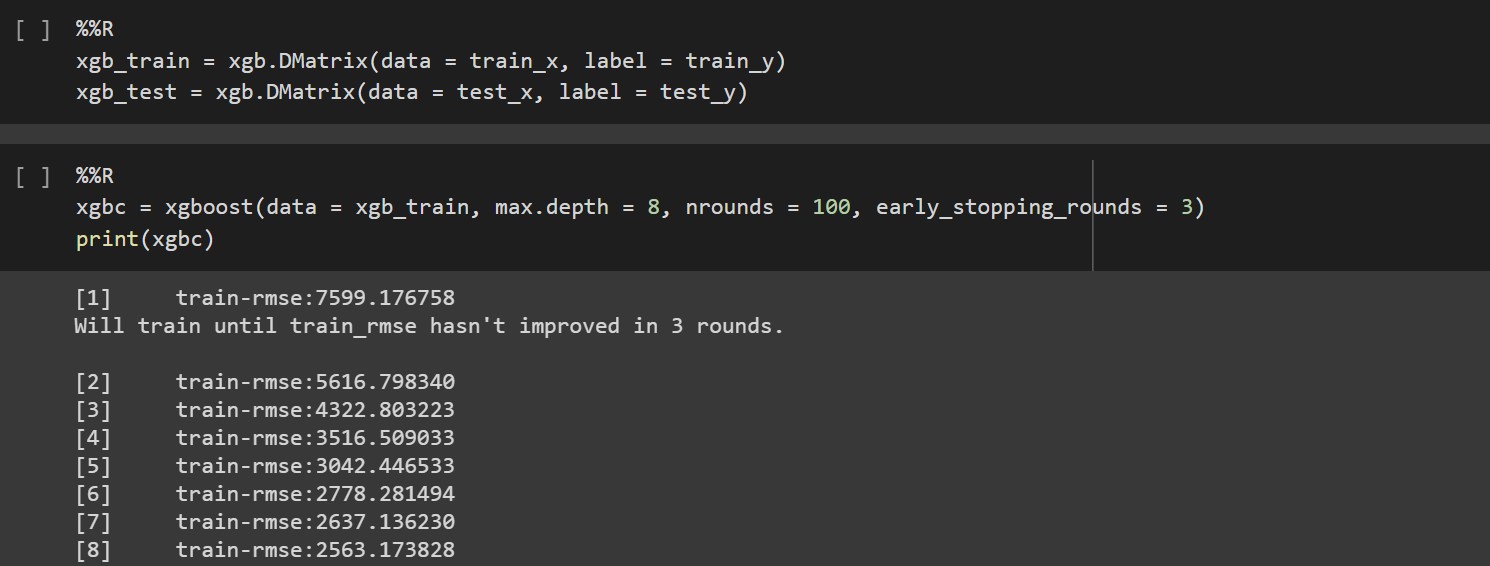 [ ] %%R
xgb_train = xgb.DMatrix(data = train_x, label = train_y)
xgb_test = xgb.DMatrix(data = test_x, label = test_y)
[ ] %%R
xgbc = xgboost(data = xgb_train, max.depth = 8, nrounds = 100, early_stopping_rounds = 3)
print(xgbc)
[1] train-rmse:7599.176758
Will train until train_rmse hasn't improved in 3 rounds.
[2] train-rmse:5616.798340
[3] train-rmse:4322.803223
[4] train-rmse:3516.509033
[5] train-rmse:3042.446533
[6] train-rmse:2778.281494
[7] train-rmse:2637.136230
[8] train-rmse:2563.173828